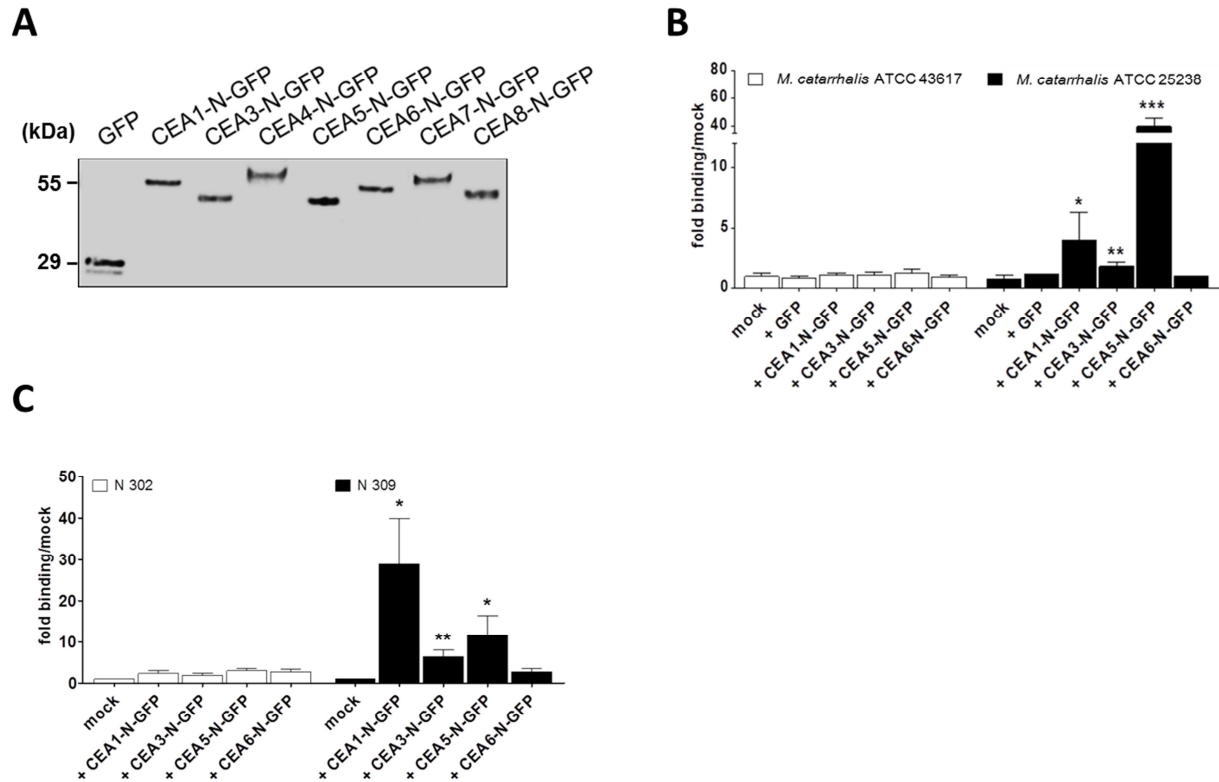 A
(kDa)
GFP
CEA1-N-GFP
CEA3-N-GFP
CEA4-N-GFP
CEA5-N-GFP
CEA6-N-GFP
CEA7-N-GFP
CEA8-N-GFP
55
29
B
M. catarrhalis ATCC 43617
M. catarrhalis ATCC 25238
fold binding/mock
80
60
40
20
10
5
0
*
**
***
mock
+ GFP
+ CEA1-N-GFP
+ CEA3-N-GFP
+ CEA5-N-GFP
+ CEA6-N-GFP
mock
+ GFP
+ CEA1-N-GFP
+ CEA3-N-GFP
+ CEA5-N-GFP
+ CEA6-N-GFP
C
N 302
N 309
fold binding/mock
50
40
30
20
10
0
*
**
*
mock
+ CEA1-N-GFP
+ CEA3-N-GFP
+ CEA5-N-GFP
+ CEA6-N-GFP
mock
+ CEA1-N-GFP
+ CEA3-N-GFP
+ CEA5-N-GFP
+ CEA6-N-GFP